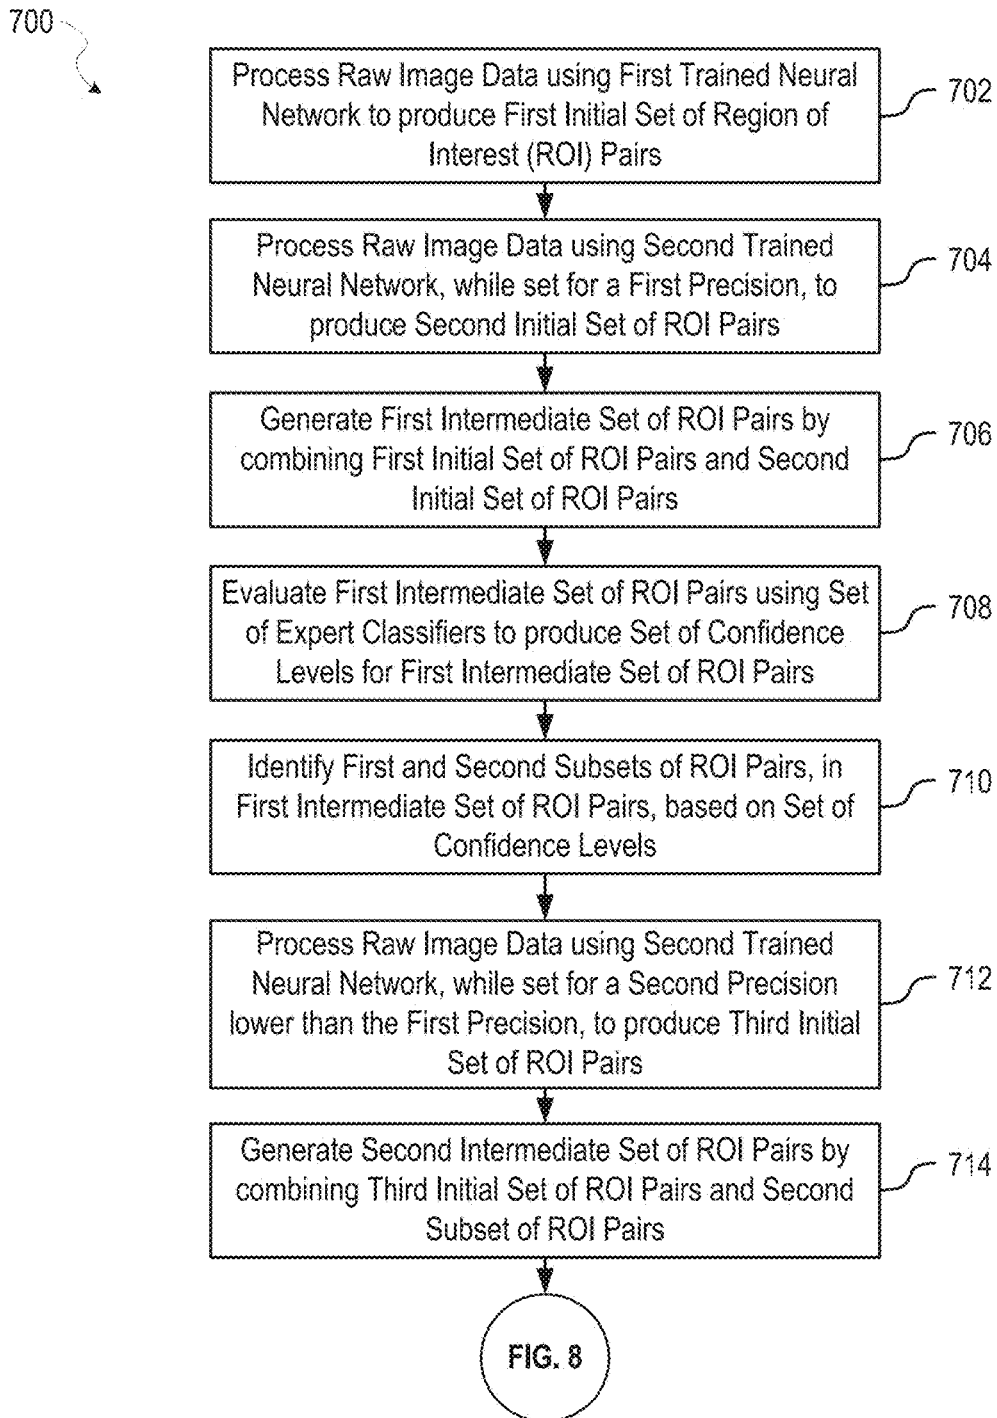 700
Process Raw Image Data using First Trained Neural
Network to produce First Initial Set of Region of
Interest (ROI) Pairs
702
Process Raw Image Data using Second Trained
Neural Network, while set for a First Precision, to
produce Second Initial Set of ROI Pairs
704
Generate First Intermediate Set of ROI Pairs by
combining First Initial Set of ROI Pairs and Second
Initial Set of ROI Pairs
706
Evaluate First Intermediate Set of ROI Pairs using Set
of Expert Classifiers to produce Set of Confidence
Levels for First Intermediate Set of ROI Pairs
708
Identify First and Second Subsets of ROI Pairs, in
First Intermediate Set of ROI Pairs, based on Set of
Confidence Levels
710
Process Raw Image Data using Second Trained
Neural Network, while set for a Second Precision
lower than the First Precision, to produce Third Initial
Set of ROI Pairs
712
Generate Second Intermediate Set of ROI Pairs by
combining Third Initial Set of ROI Pairs and Second
Subset of ROI Pairs
714
FIG. 8